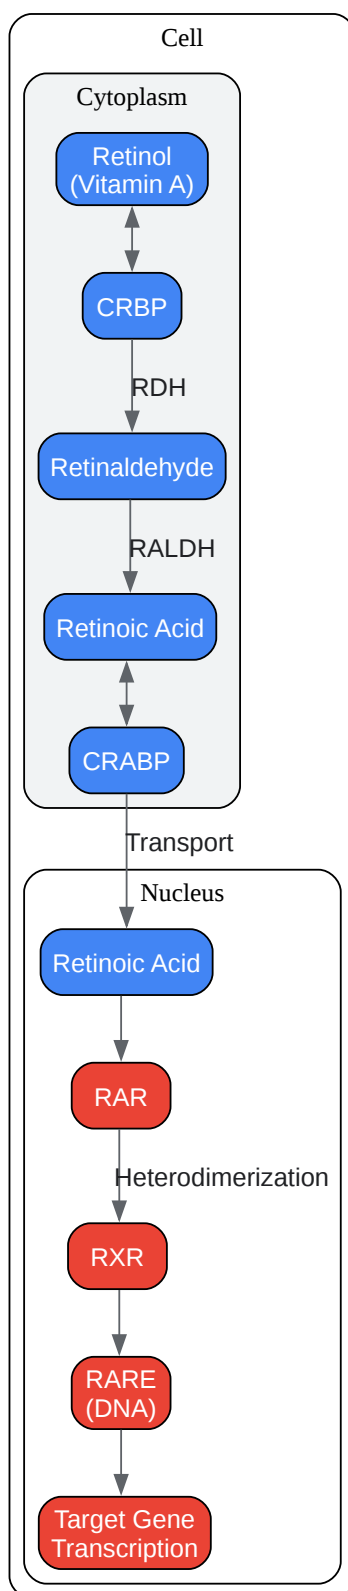 Cell
Cytoplasm
Retinol
(Vitamin A)
CRBP
RDH
Retinaldehyde
RALDH
Retinoic Acid
CRABP
Transport
Nucleus
Retinoic Acid
RAR
Heterodimerization
RXR
RARE
(DNA)
Target Gene
Transcription